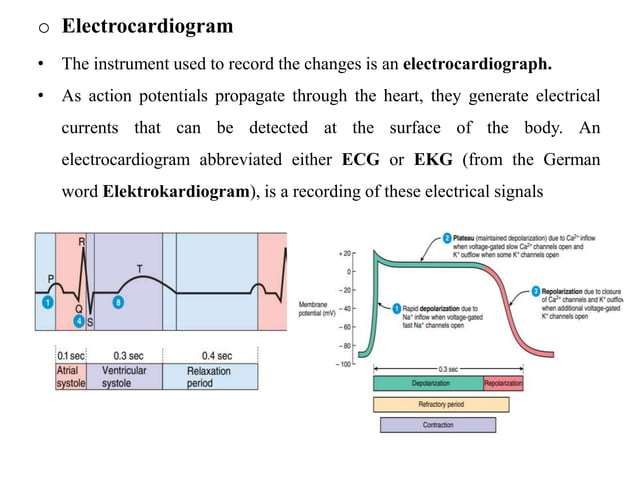 o Electrocardiogram
• The instrument used to record the changes is an electrocardiograph.
• As action potentials propagate through the heart, they generate electrical
currents that can be detected at the surface of the body. An
electrocardiogram abbreviated either ECG or EKG (from the German
word Elektrokardiogram), is a recording of these electrical signals
R
P
T
1
8
Q
4
S
0.1 sec
0.3 sec
0.4 sec
Atrial
systole
Ventricular
systole
Relaxation
period
2 Plateau (maintained depolarization) due to Ca2+ inflow
when voltage-gated slow Ca2+ channels open and
K+ outflow when some K+ channels open
+ 20
0
– 20
– 40
– 60
– 80
– 100
Membrane
potential (mV)
1 Rapid depolarization due to
Na+ inflow when voltage-gated
fast Na+ channels open
3 Repolarization due to closure
of Ca2+ channels and K+ outflow
when additional voltage-gated
K+ channels open
0.3 sec
Depolarization
Repolarization
Refractory period
Contraction